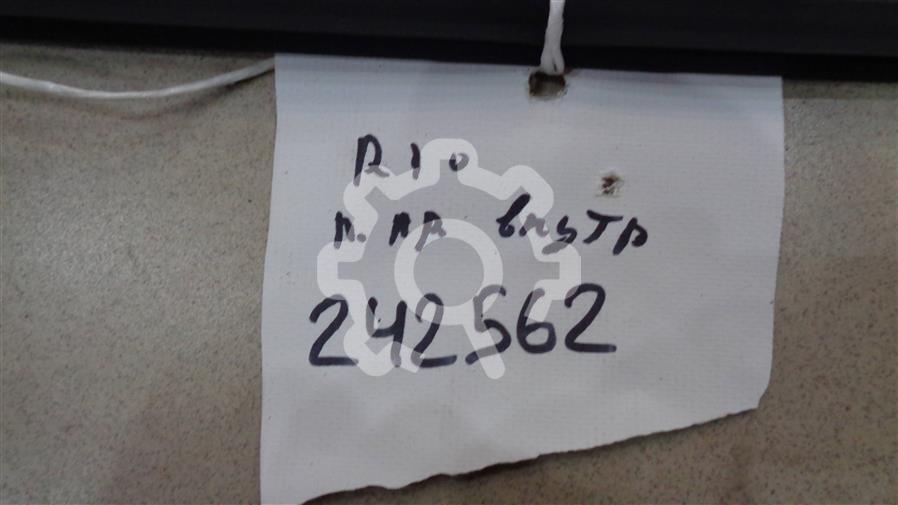 Rio
п. пр внутр
242562